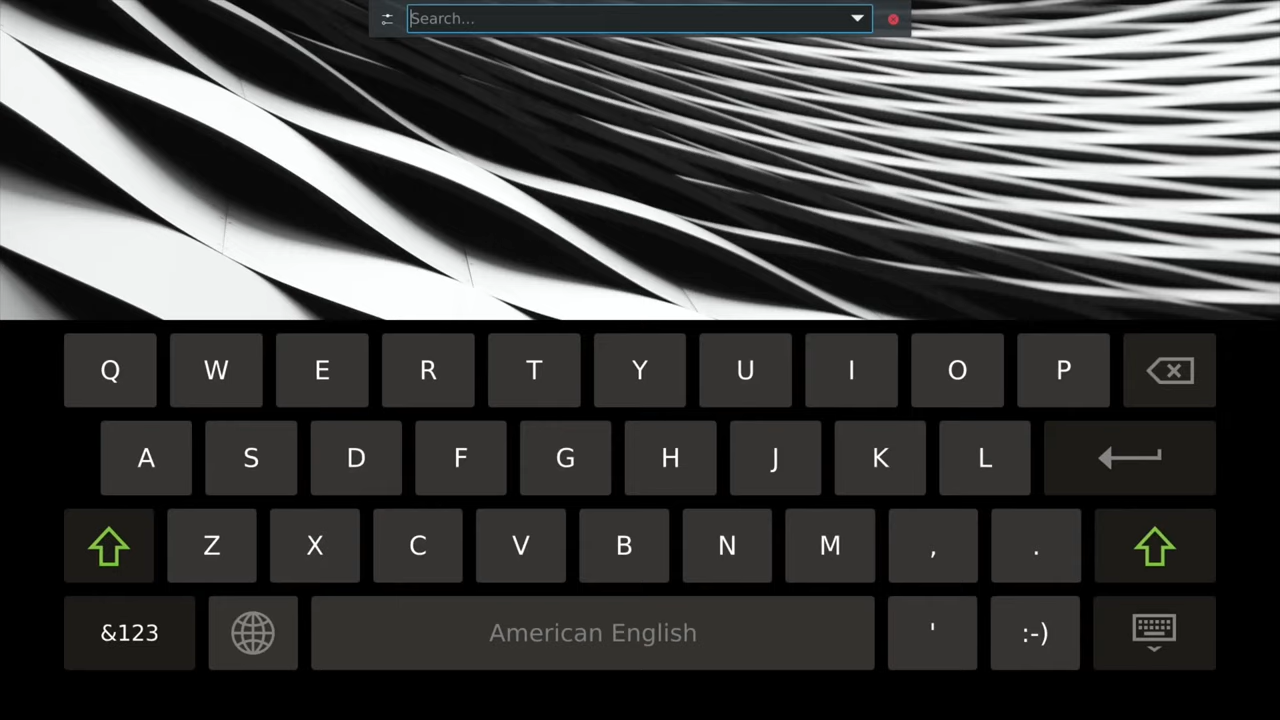 Search...
Q W E R T Y U I O P
A S D F G H J K L
Z X C V B N M , .
&123 American English ' :-)